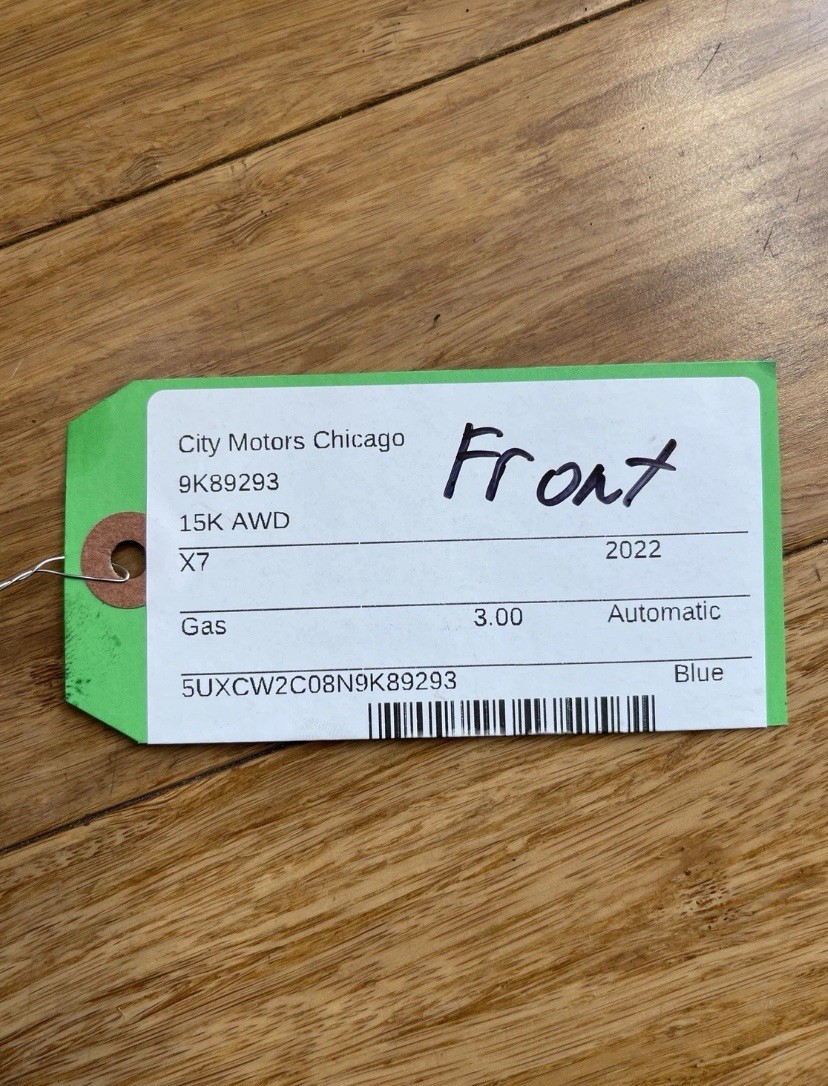 City Motors Chicago
Front
9K89293
15K AWD
X7 2022
Gas 3.00 Automatic
5UXCW2C08N9K89293 Blue